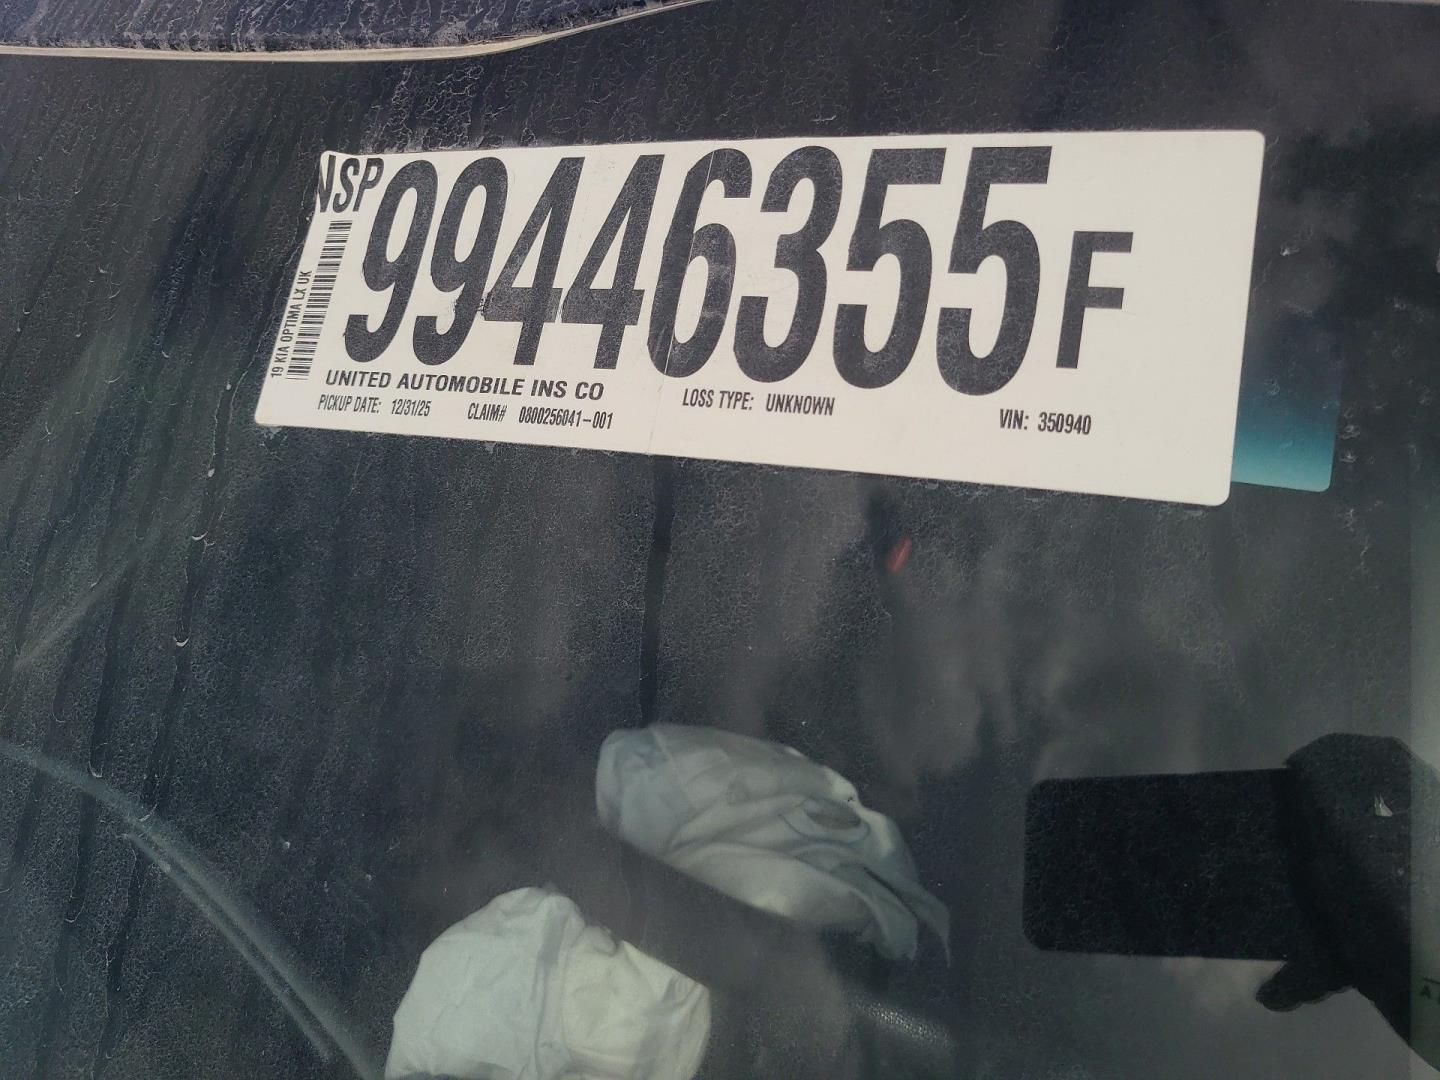 NSP
99446355F
19 KIA OPTIMA LX UK
UNITED AUTOMOBILE INS CO
PICKUP DATE: 12/31/25 CLAIM# 0800256041-001 LOSS TYPE: UNKNOWN VIN: 350940